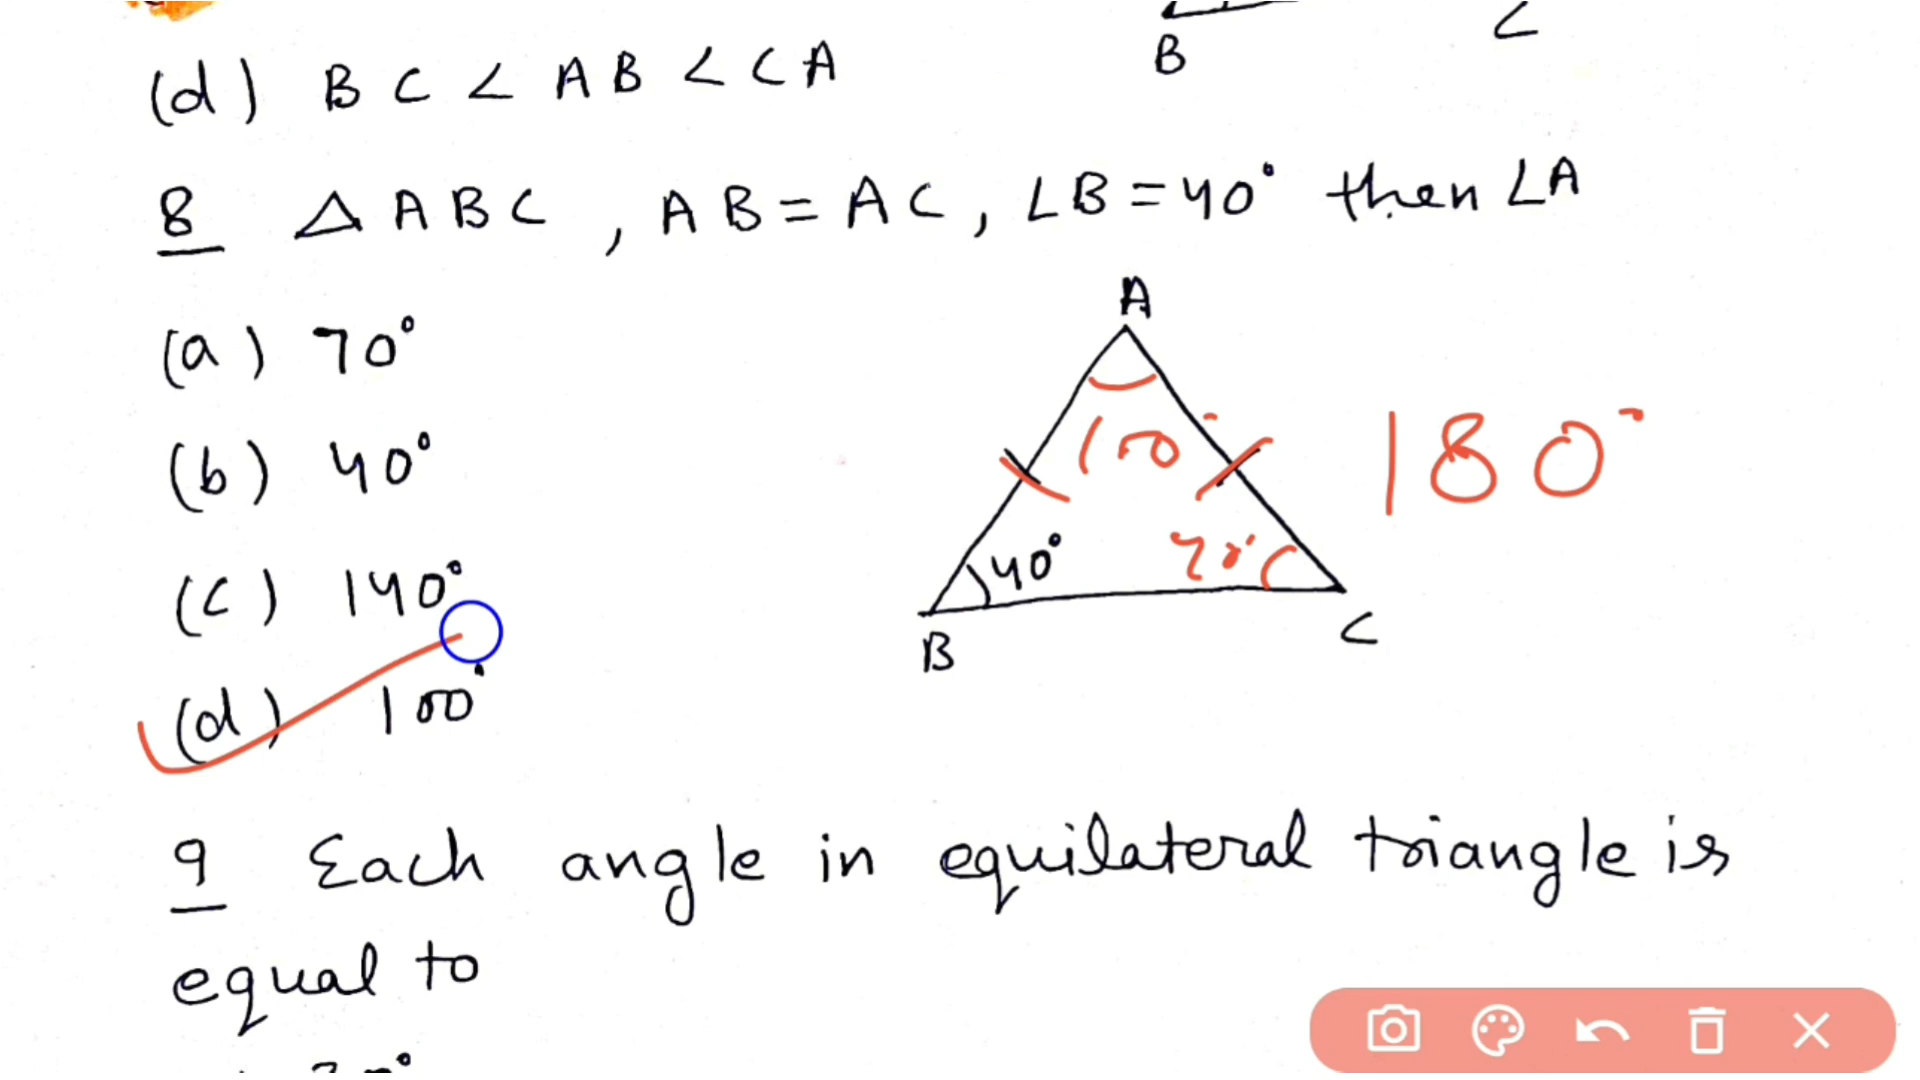 B
C
(d) BC < AB < CA
8 △ABC, AB = AC, ∠B = 40° then ∠A
(a) 70°
(b) 40°
(c) 140°
(d) 100°
A
100°
180°
40°
40°
B
C
9 Each angle in equilateral triangle is
equal to